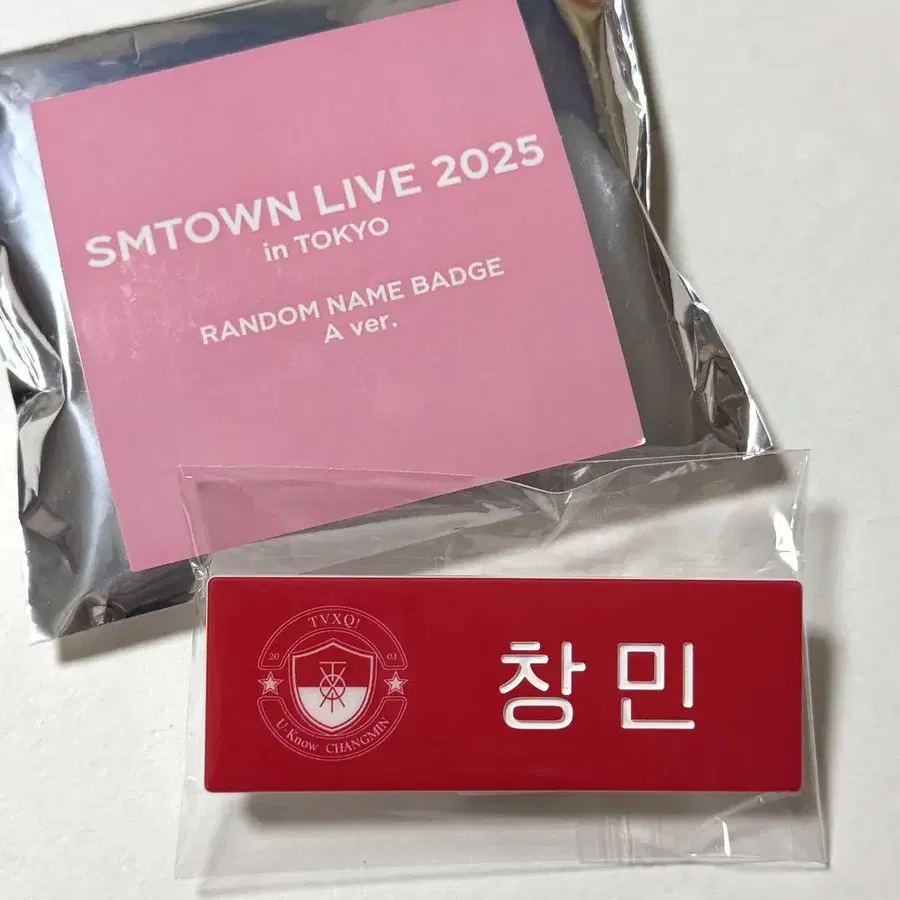 SMTOWN LIVE 2025
in TOKYO
RANDOM NAME BADGE
A ver.
TVXQ!
20 03
U-Know CHANGMIN
창민